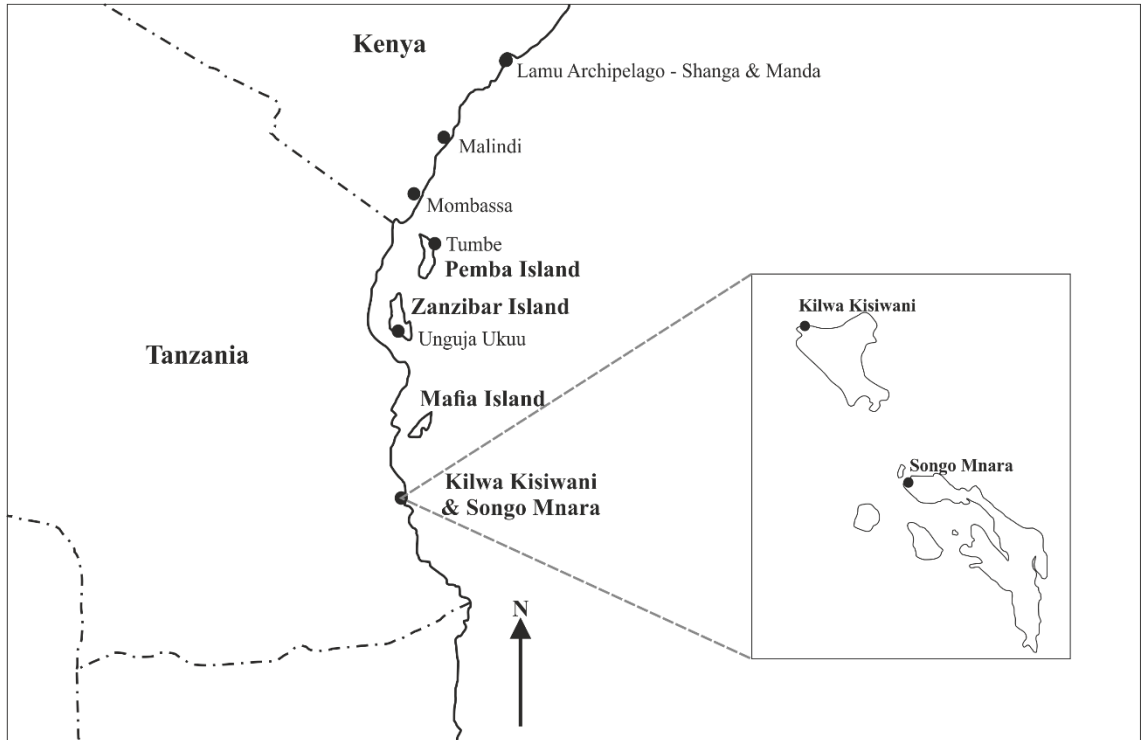 Kenya
Lamu Archipelago - Shanga & Manda
Malindi
Mombassa
Tumbe
Pemba Island
Zanzibar Island
Unguja Ukuu
Tanzania
Mafia Island
Kilwa Kisiwani
& Songo Mnara
N
Kilwa Kisiwani
Songo Mnara